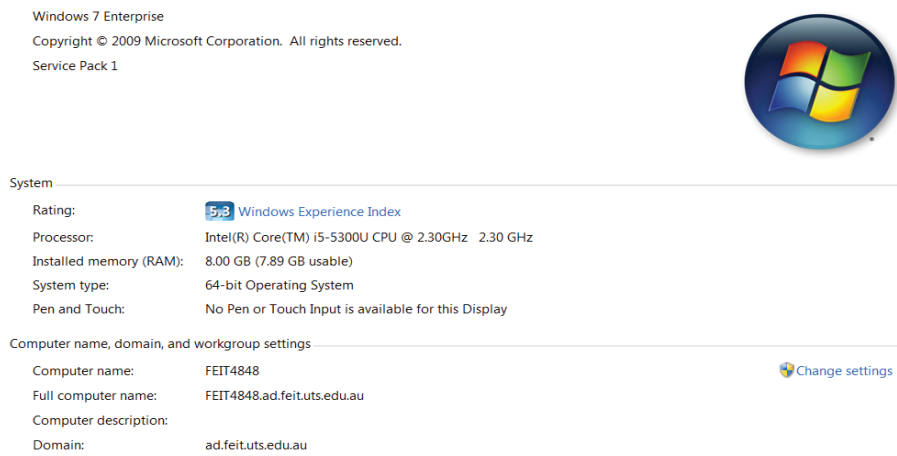 Windows 7 Enterprise
Copyright © 2009 Microsoft Corporation. All rights reserved.
Service Pack 1
System
Rating: 5.3 Windows Experience Index
Processor: Intel(R) Core(TM) i5-5300U CPU @ 2.30GHz 2.30 GHz
Installed memory (RAM): 8.00 GB (7.89 GB usable)
System type: 64-bit Operating System
Pen and Touch: No Pen or Touch Input is available for this Display
Computer name, domain, and workgroup settings
Computer name: FEIT4848 Change settings
Full computer name: FEIT4848.ad.feit.uts.edu.au
Computer description:
Domain: ad.feit.uts.edu.au